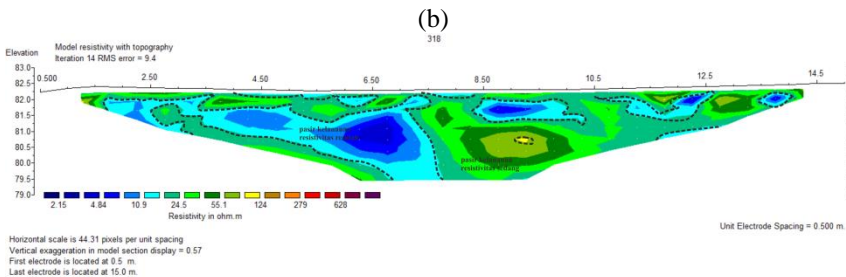 (b)
318
Model resistivity with topography
Elevation
Iteration 14 RMS error = 9.4
83.0
0.500 2.50 4.50 6.50 8.50 10.5 12.5 14.5
82.5
82.0
81.5
81.0
80.5
80.0
79.5
79.0
pasir
resistivitas
pasir
resistivitas sedang
2.15 4.84 10.9 24.5 55.1 124 279 628
Resistivity in ohm.m
Unit Electrode Spacing = 0.500 m.
Horizontal scale is 44.31 pixels per unit spacing
Vertical exaggeration in model section display = 0.57
First electrode is located at 0.5 m.
Last electrode is located at 15.0 m.